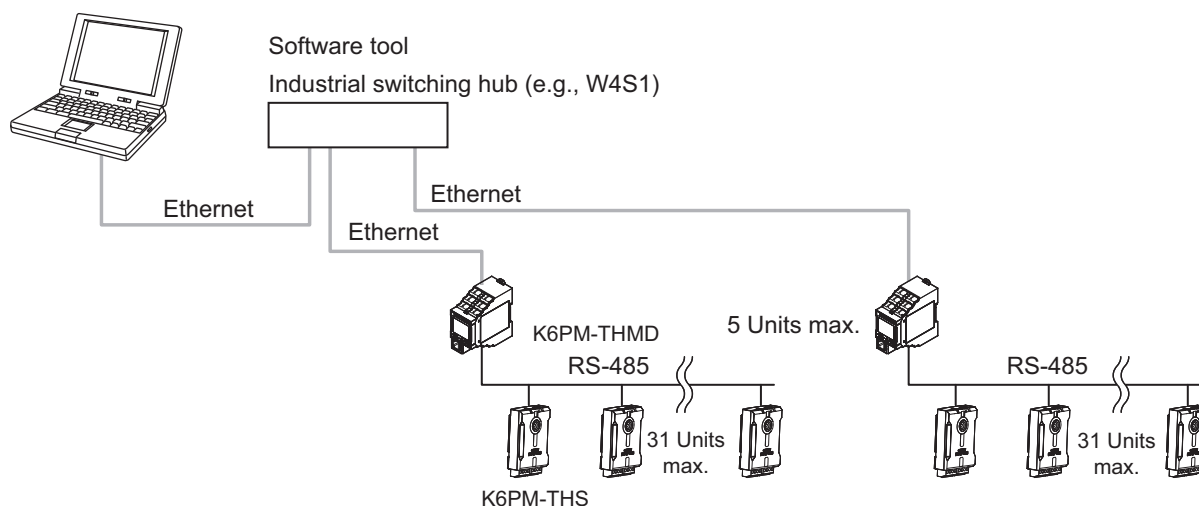 Software tool
Industrial switching hub (e.g., W4S1)
Ethernet
Ethernet
Ethernet
K6PM-THMD
5 Units max.
RS-485
RS-485
31 Units
max.
31 Units
max.
K6PM-THS